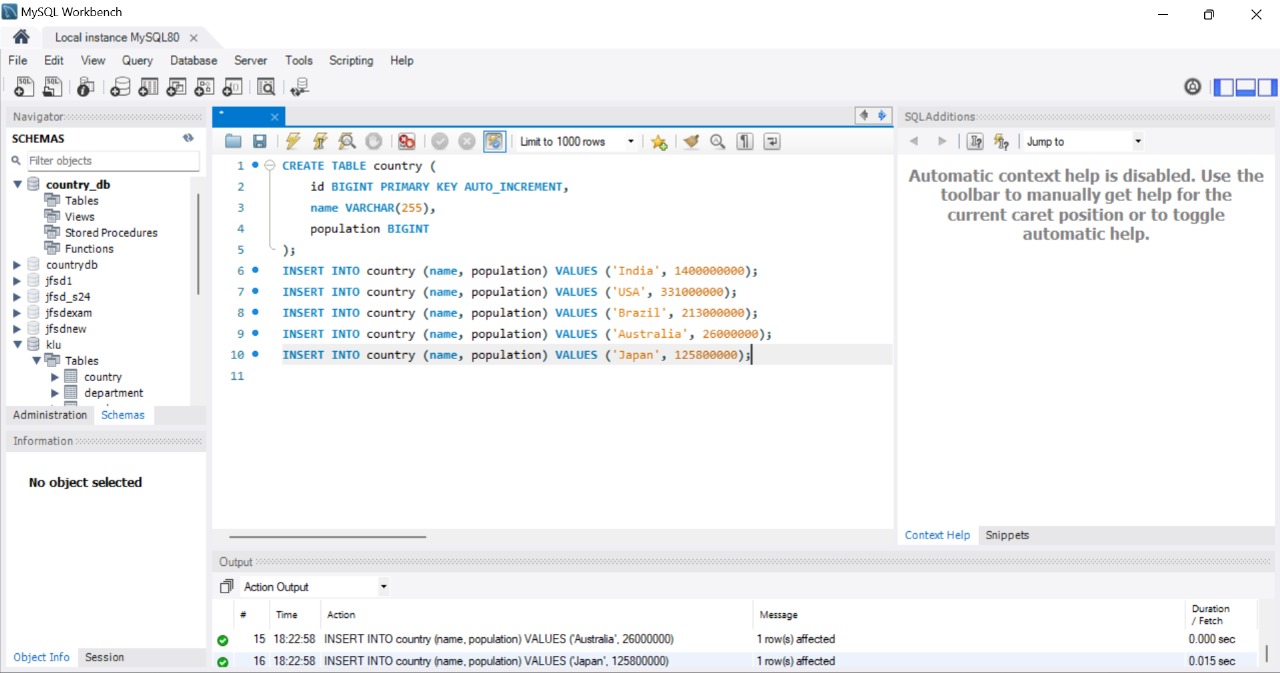 MySQL Workbench
Local instance MySQL80
File Edit View Query Database Server Tools Scripting Help
Navigator
SCHEMAS
Filter objects
country_db
Tables
Views
Stored Procedures
Functions
countrydb
jfsd1
jfsd_s24
jfsdexam
jfsdnew
klu
Tables
country
department
Administration Schemas
Information
No object selected
Object Info Session
Limit to 1000 rows
1 CREATE TABLE country (
2 id BIGINT PRIMARY KEY AUTO_INCREMENT,
3 name VARCHAR(255),
4 population BIGINT
5 );
6 INSERT INTO country (name, population) VALUES ('India', 1400000000);
7 INSERT INTO country (name, population) VALUES ('USA', 331000000);
8 INSERT INTO country (name, population) VALUES ('Brazil', 213000000);
9 INSERT INTO country (name, population) VALUES ('Australia', 26000000);
10 INSERT INTO country (name, population) VALUES ('Japan', 125800000);
11
SQLAdditions
Jump to
Automatic context help is disabled. Use the
toolbar to manually get help for the
current caret position or to toggle
automatic help.
Context Help Snippets
Output
Action Output
# Time Action Message Duration / Fetch
15 18:22:58 INSERT INTO country (name, population) VALUES ('Australia', 26000000) 1 row(s) affected 0.000 sec
16 18:22:58 INSERT INTO country (name, population) VALUES ('Japan', 125800000) 1 row(s) affected 0.015 sec